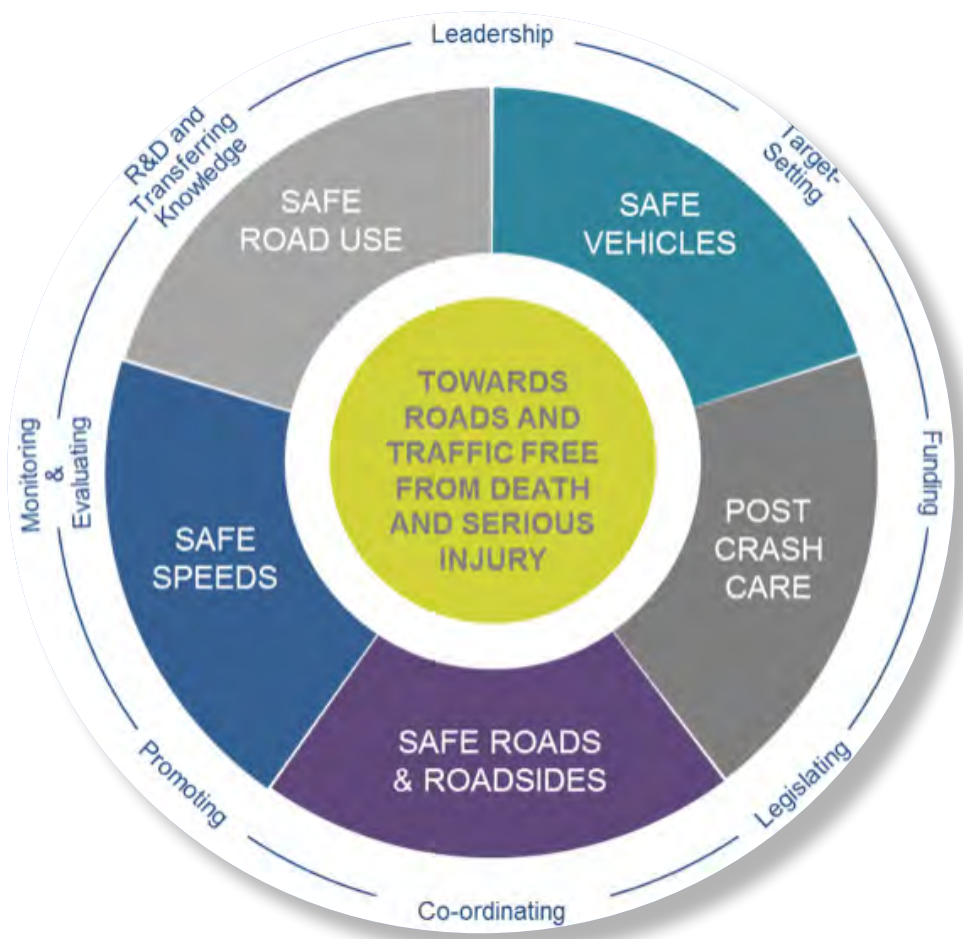 Leadership
Target-
Setting
Funding
Legislating
Co-ordinating
Promoting
Monitoring
&
Evaluating
R&D and
Transferring
Knowledge
SAFE
VEHICLES
POST
CRASH
CARE
SAFE ROADS
& ROADSIDES
SAFE
SPEEDS
SAFE
ROAD USE
TOWARDS
ROADS AND
TRAFFIC FREE
FROM DEATH
AND SERIOUS
INJURY